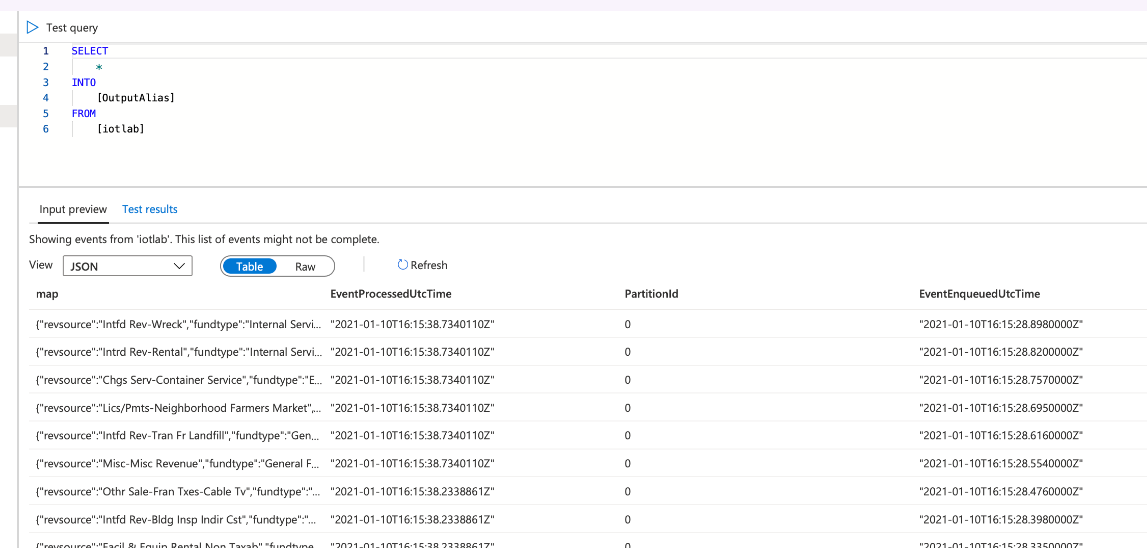 Test query
1 SELECT
2 *
3 INTO
4 [OutputAlias]
5 FROM
6 [iotlab]
Input preview Test results
Showing events from 'iotlab'. This list of events might not be complete.
View JSON Table Raw Refresh
map EventProcessedUtcTime PartitionId EventEnqueuedUtcTime
{"revsource":"Intfd Rev-Wreck","fundtype":"Internal Servi... "2021-01-10T16:15:38.7340110Z" 0 "2021-01-10T16:15:28.8980000Z"
{"revsource":"Intrd Rev-Rental","fundtype":"Internal Servi... "2021-01-10T16:15:38.7340110Z" 0 "2021-01-10T16:15:28.8200000Z"
{"revsource":"Chgs Serv-Container Service","fundtype":"E... "2021-01-10T16:15:38.7340110Z" 0 "2021-01-10T16:15:28.7570000Z"
{"revsource":"Lics/Pmts-Neighborhood Farmers Market",... "2021-01-10T16:15:38.7340110Z" 0 "2021-01-10T16:15:28.6950000Z"
{"revsource":"Intfd Rev-Tran Fr Landfill","fundtype":"Gen... "2021-01-10T16:15:38.7340110Z" 0 "2021-01-10T16:15:28.6160000Z"
{"revsource":"Misc-Misc Revenue","fundtype":"General F... "2021-01-10T16:15:38.7340110Z" 0 "2021-01-10T16:15:28.5540000Z"
{"revsource":"Othr Sale-Fran Txes-Cable Tv","fundtype":"... "2021-01-10T16:15:38.2338861Z" 0 "2021-01-10T16:15:28.4760000Z"
{"revsource":"Intfd Rev-Bldg Insp Indir Cst","fundtype":"... "2021-01-10T16:15:38.2338861Z" 0 "2021-01-10T16:15:28.3980000Z"
{"revsource":"Facil & Equip Rental Non Taxab","fundtype... "2021-01-10T16:15:38.2338861Z" 0 "2021-01-10T16:15:28.3350000Z"